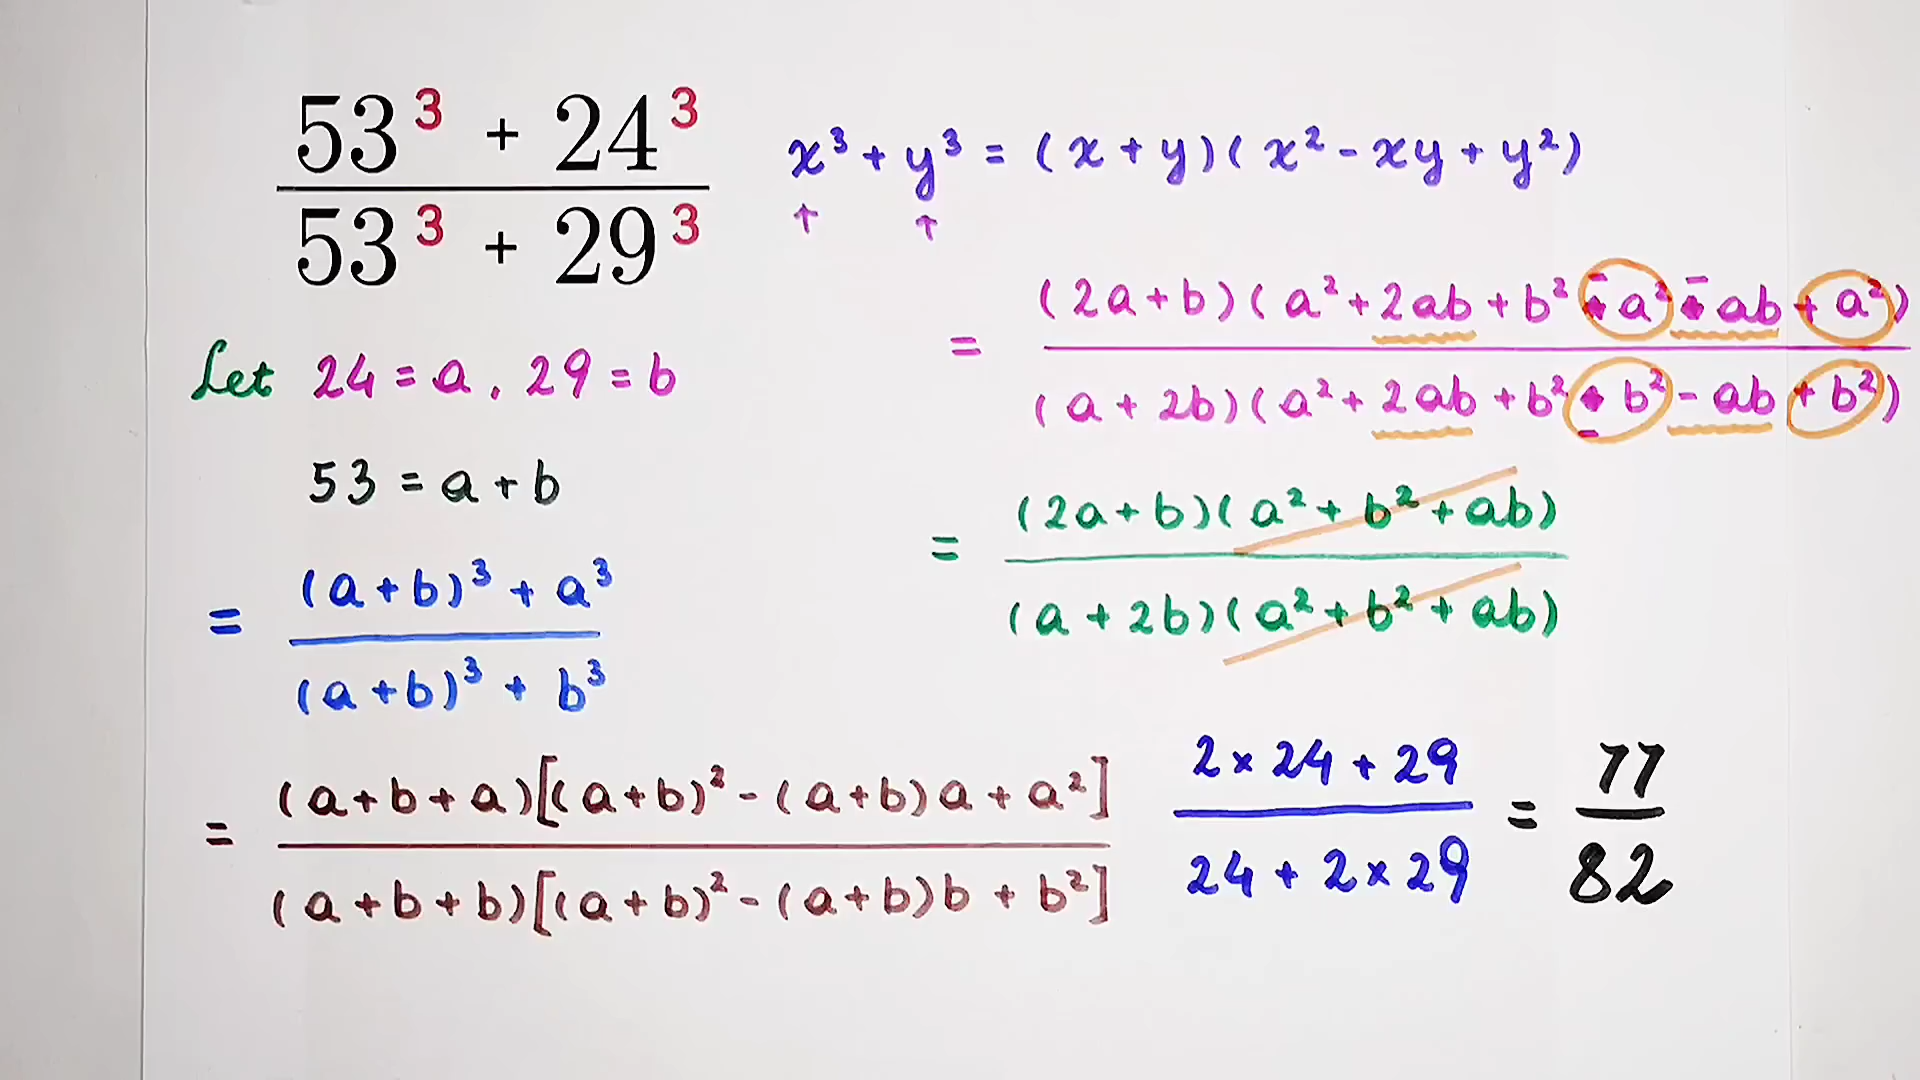 53³ + 24³
53³ + 29³
x³ + y³ = (x + y)(x² - xy + y²)
↑ ↑
Let 24 = a, 29 = b
53 = a + b
= (a + b)³ + a³
(a + b)³ + b³
= (a + b + a)[(a + b)² - (a + b)a + a²]
(a + b + b)[(a + b)² - (a + b)b + b²]
= (2a + b)(a² + 2ab + b² - a² - ab + a²)
(a + 2b)(a² + 2ab + b² - b² - ab + b²)
= (2a + b)(a² + b² + ab)
(a + 2b)(a² + b² + ab)
2 × 24 + 29
24 + 2 × 29
= 77
82